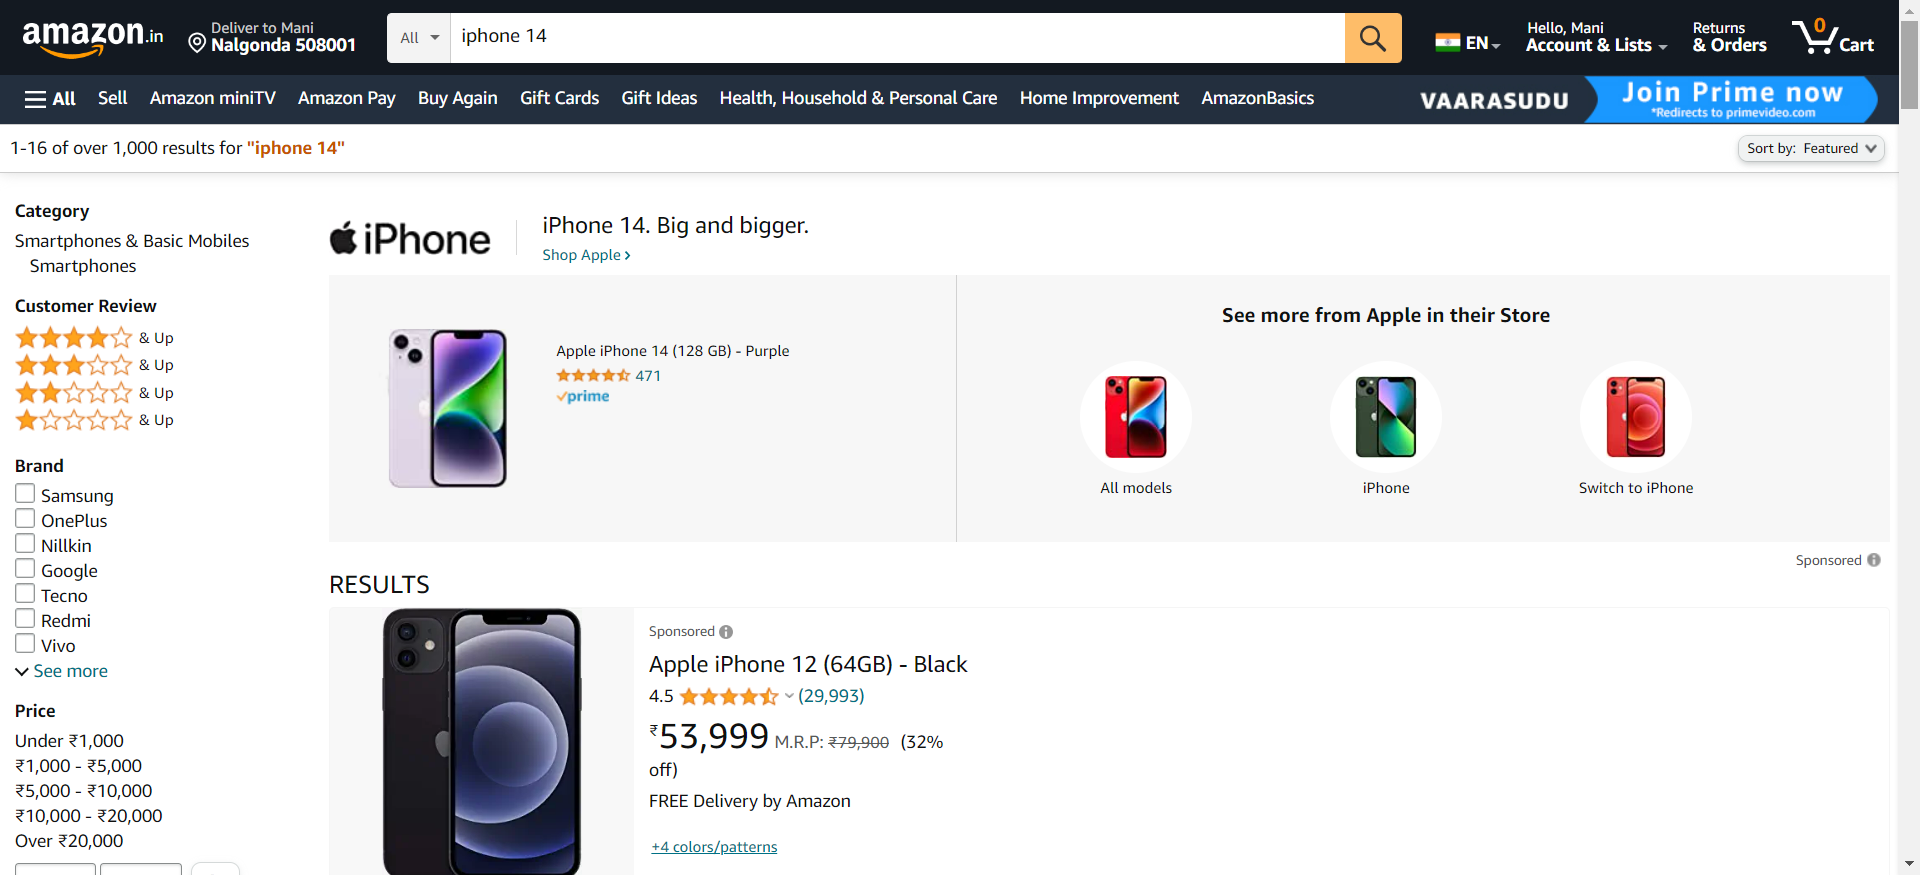 amazon.in
Deliver to Mani
Nalgonda 508001
All
iphone 14
EN
Hello, Mani
Account & Lists
Returns
& Orders
0
Cart
All
Sell
Amazon miniTV
Amazon Pay
Buy Again
Gift Cards
Gift Ideas
Health, Household & Personal Care
Home Improvement
AmazonBasics
VAARASUDU
Join Prime now
*Redirects to primevideo.com
1-16 of over 1,000 results for "iphone 14"
Sort by: Featured
Category
Smartphones & Basic Mobiles
Smartphones
Customer Review
& Up
& Up
& Up
& Up
Brand
Samsung
OnePlus
Nillkin
Google
Tecno
Redmi
Vivo
See more
Price
Under ₹1,000
₹1,000 - ₹5,000
₹5,000 - ₹10,000
₹10,000 - ₹20,000
Over ₹20,000
iPhone
iPhone 14. Big and bigger.
Shop Apple ›
Apple iPhone 14 (128 GB) - Purple
471
prime
See more from Apple in their Store
All models
iPhone
Switch to iPhone
Sponsored
RESULTS
Sponsored
Apple iPhone 12 (64GB) - Black
4.5 (29,993)
₹53,999 M.R.P: ₹79,900 (32%
off)
FREE Delivery by Amazon
+4 colors/patterns